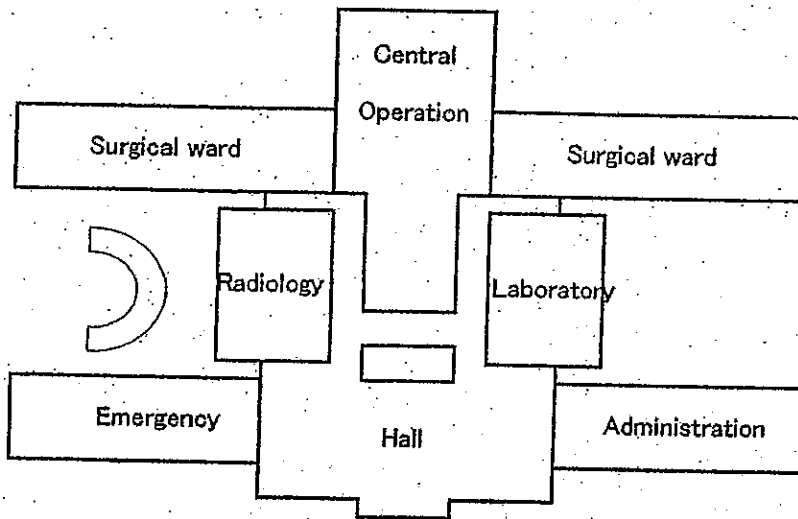 Central
Operation
Surgical ward
Surgical ward
Radiology
Laboratory
Emergency
Hall
Administration